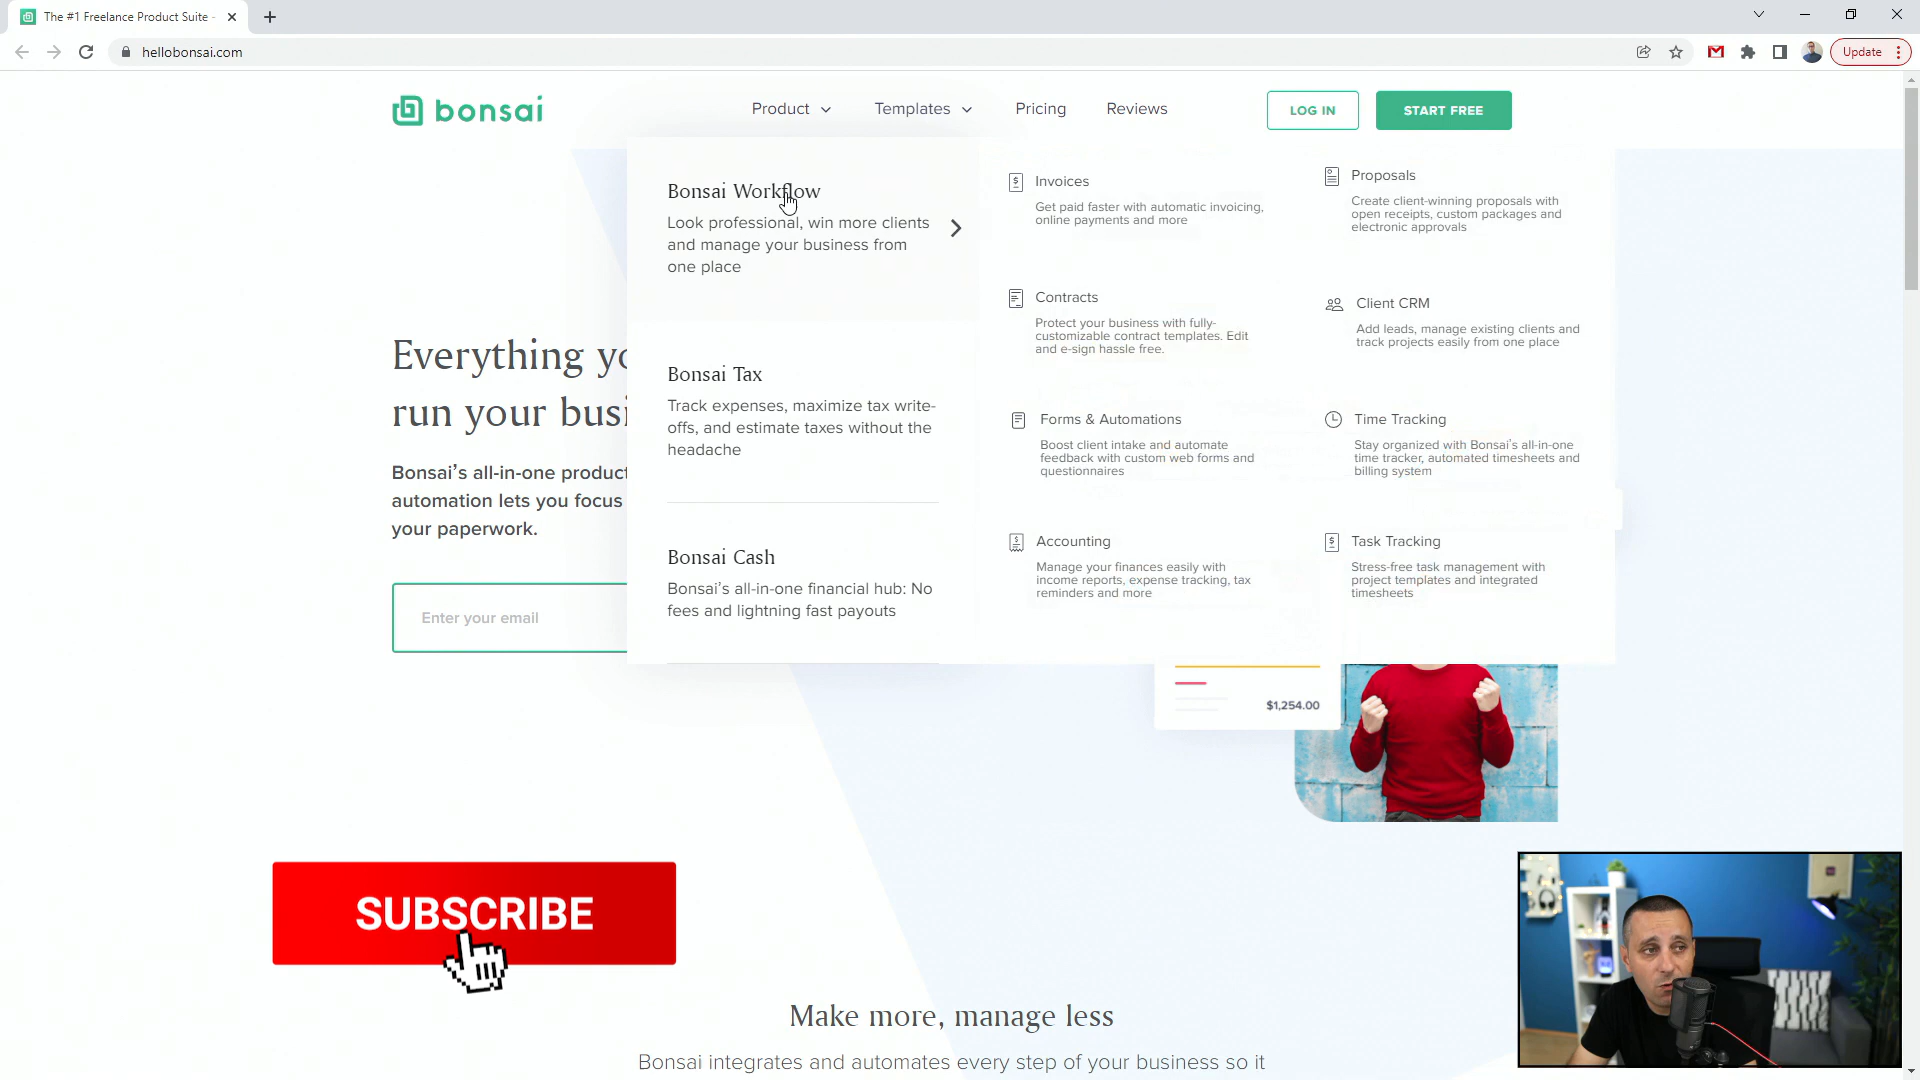 The #1 Freelance Product Suite -
hellobonsai.com
Update
bonsai
Product
Templates
Pricing
Reviews
LOG IN
START FREE
Bonsai Workflow
Look professional, win more clients
and manage your business from
one place
Bonsai Tax
Track expenses, maximize tax write-
offs, and estimate taxes without the
headache
Bonsai Cash
Bonsai's all-in-one financial hub: No
fees and lightning fast payouts
Invoices
Get paid faster with automatic invoicing,
online payments and more
Contracts
Protect your business with fully-
customizable contract templates. Edit
and e-sign hassle free.
Forms & Automations
Boost client intake and automate
feedback with custom web forms and
questionnaires
Accounting
Manage your finances easily with
income reports, expense tracking, tax
reminders and more
Proposals
Create client-winning proposals with
open receipts, custom packages and
electronic approvals
Client CRM
Add leads, manage existing clients and
track projects easily from one place
Time Tracking
Stay organized with Bonsai's all-in-one
time tracker, automated timesheets and
billing system
Task Tracking
Stress-free task management with
project templates and integrated
timesheets
Everything yo
run your busi
Bonsai's all-in-one product
automation lets you focus
your paperwork.
Enter your email
$1,254.00
SUBSCRIBE
Make more, manage less
Bonsai integrates and automates every step of your business so it